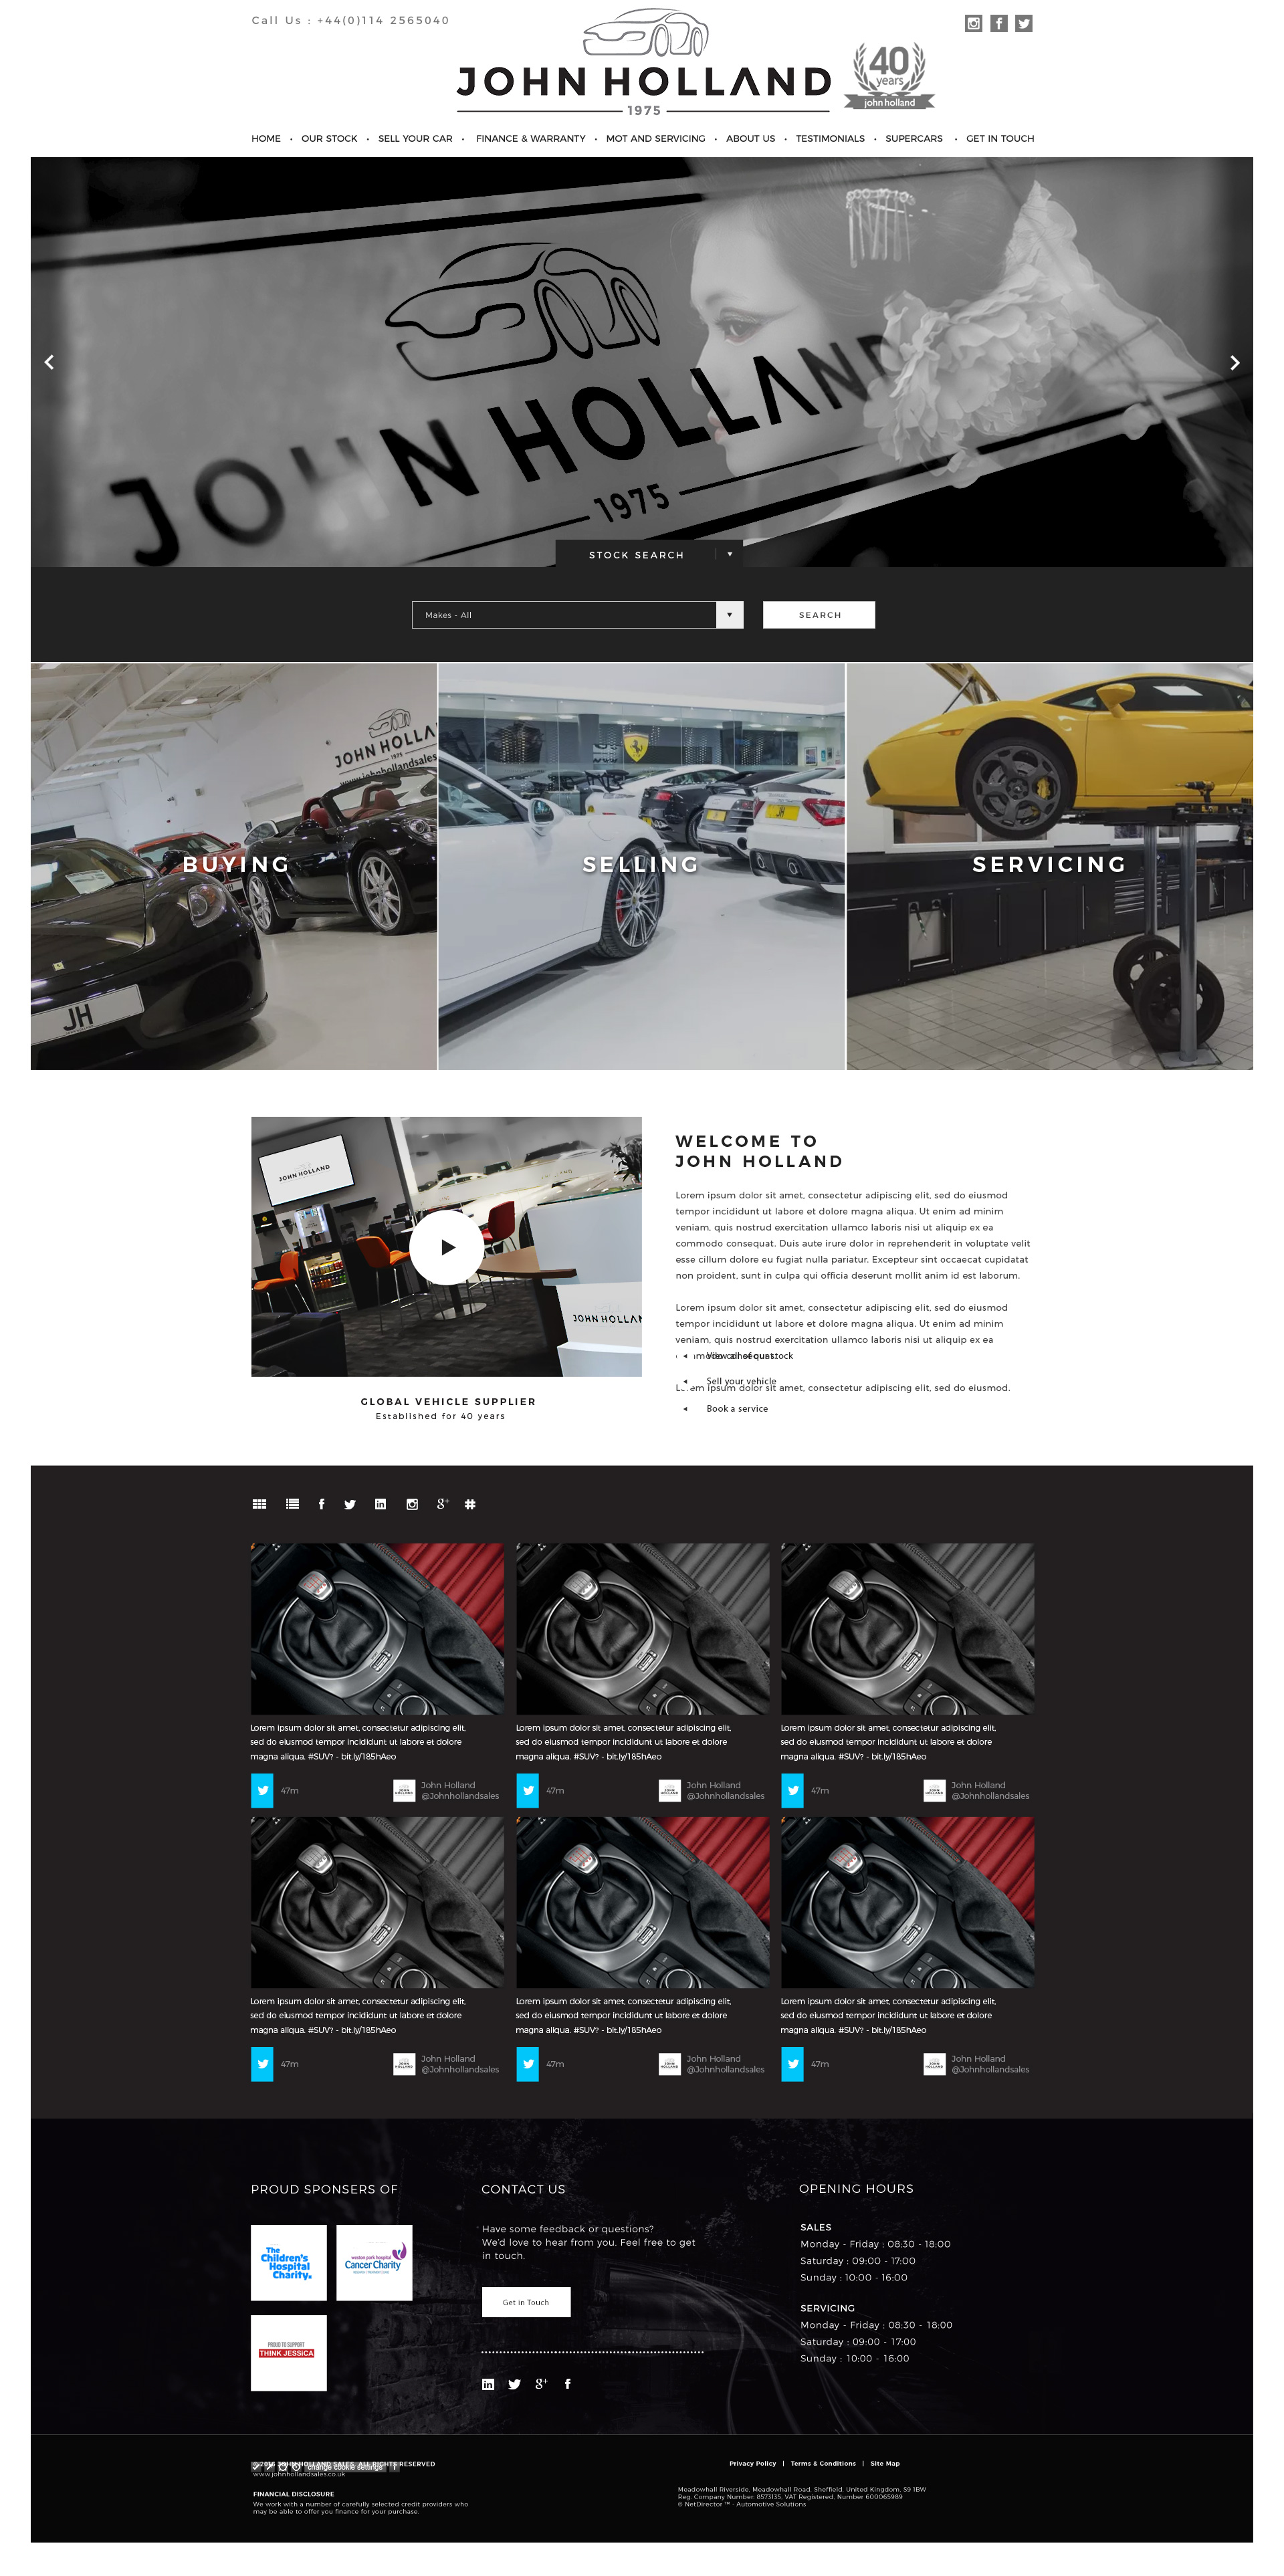 Call Us : +44(0)114 2565040
JOHN HOLLAND
1975
40
years
john holland
HOME • OUR STOCK • SELL YOUR CAR • FINANCE & WARRANTY • MOT AND SERVICING • ABOUT US • TESTIMONIALS • SUPERCARS • GET IN TOUCH
JOHN HOLLAND
1975
STOCK SEARCH
Makes - All
SEARCH
JOHN HOLLA
1975
www.johnhollandsales
JH
JH
BUYING
SELLING
SERVICING
JOHN HOLLAND
JOHN HOLLAN
GLOBAL VEHICLE SUPPLIER
Established for 40 years
WELCOME TO
JOHN HOLLAND
Lorem ipsum dolor sit amet, consectetur adipiscing elit, sed do eiusmod
tempor incididunt ut labore et dolore magna aliqua. Ut enim ad minim
veniam, quis nostrud exercitation ullamco laboris nisi ut aliquip ex ea
commodo consequat. Duis aute irure dolor in reprehenderit in voluptate velit
esse cillum dolore eu fugiat nulla pariatur. Excepteur sint occaecat cupidatat
non proident, sunt in culpa qui officia deserunt mollit anim id est laborum.
Lorem ipsum dolor sit amet, consectetur adipiscing elit, sed do eiusmod
tempor incididunt ut labore et dolore magna aliqua. Ut enim ad minim
veniam, quis nostrud exercitation ullamco laboris nisi ut aliquip ex ea
View all of our stock
Sell your vehicle
Lorem ipsum dolor sit amet, consectetur adipiscing elit, sed do eiusmod.
Book a service
Lorem ipsum dolor sit amet, consectetur adipiscing elit,
sed do eiusmod tempor incididunt ut labore et dolore
magna aliqua. #SUV? - bit.ly/185hAeo
47m
John Holland
@Johnhollandsales
Lorem ipsum dolor sit amet, consectetur adipiscing elit,
sed do eiusmod tempor incididunt ut labore et dolore
magna aliqua. #SUV? - bit.ly/185hAeo
47m
John Holland
@Johnhollandsales
Lorem ipsum dolor sit amet, consectetur adipiscing elit,
sed do eiusmod tempor incididunt ut labore et dolore
magna aliqua. #SUV? - bit.ly/185hAeo
47m
John Holland
@Johnhollandsales
Lorem ipsum dolor sit amet, consectetur adipiscing elit,
sed do eiusmod tempor incididunt ut labore et dolore
magna aliqua. #SUV? - bit.ly/185hAeo
47m
John Holland
@Johnhollandsales
Lorem ipsum dolor sit amet, consectetur adipiscing elit,
sed do eiusmod tempor incididunt ut labore et dolore
magna aliqua. #SUV? - bit.ly/185hAeo
47m
John Holland
@Johnhollandsales
Lorem ipsum dolor sit amet, consectetur adipiscing elit,
sed do eiusmod tempor incididunt ut labore et dolore
magna aliqua. #SUV? - bit.ly/185hAeo
47m
John Holland
@Johnhollandsales
PROUD SPONSERS OF
The
Children's
Hospital
Charity
weston park hospital
Cancer Charity
PROUD TO SUPPORT
THINK JESSICA
CONTACT US
Have some feedback or questions?
We'd love to hear from you. Feel free to get
in touch.
Get in Touch
OPENING HOURS
SALES
Monday - Friday : 08:30 - 18:00
Saturday : 09:00 - 17:00
Sunday : 10:00 - 16:00
SERVICING
Monday - Friday : 08:30 - 18:00
Saturday : 09:00 - 17:00
Sunday : 10:00 - 16:00
JOHN HOLLAND SALES. ALL RIGHTS RESERVED
change cookie settings
www.johnhollandsales.co.uk
FINANCIAL DISCLOSURE
We work with a number of carefully selected credit providers who
may be able to offer you finance for your purchase.
Privacy Policy | Terms & Conditions | Site Map
Meadowhall Riverside, Meadowhall Road, Sheffield, United Kingdom, S9 1BW
Reg. Company Number: 8573135. VAT Registered. Number 600065989
© NetDirector ™ - Automotive Solutions